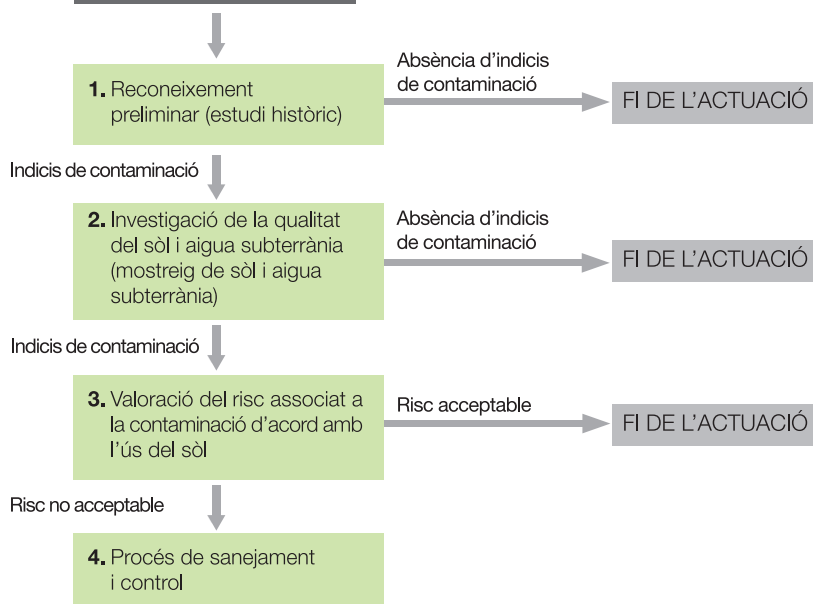 1. Reconeixement
preliminar (estudi històric)
Absència d'indicis
de contaminació
FI DE L'ACTUACIÓ
Indicis de contaminació
2. Investigació de la qualitat
del sòl i aigua subterrània
(mostreig de sòl i aigua
subterrània)
Absència d'indicis
de contaminació
FI DE L'ACTUACIÓ
Indicis de contaminació
3. Valoració del risc associat a
la contaminació d'acord amb
l'ús del sòl
Risc acceptable
FI DE L'ACTUACIÓ
Risc no acceptable
4. Procés de sanejament
i control